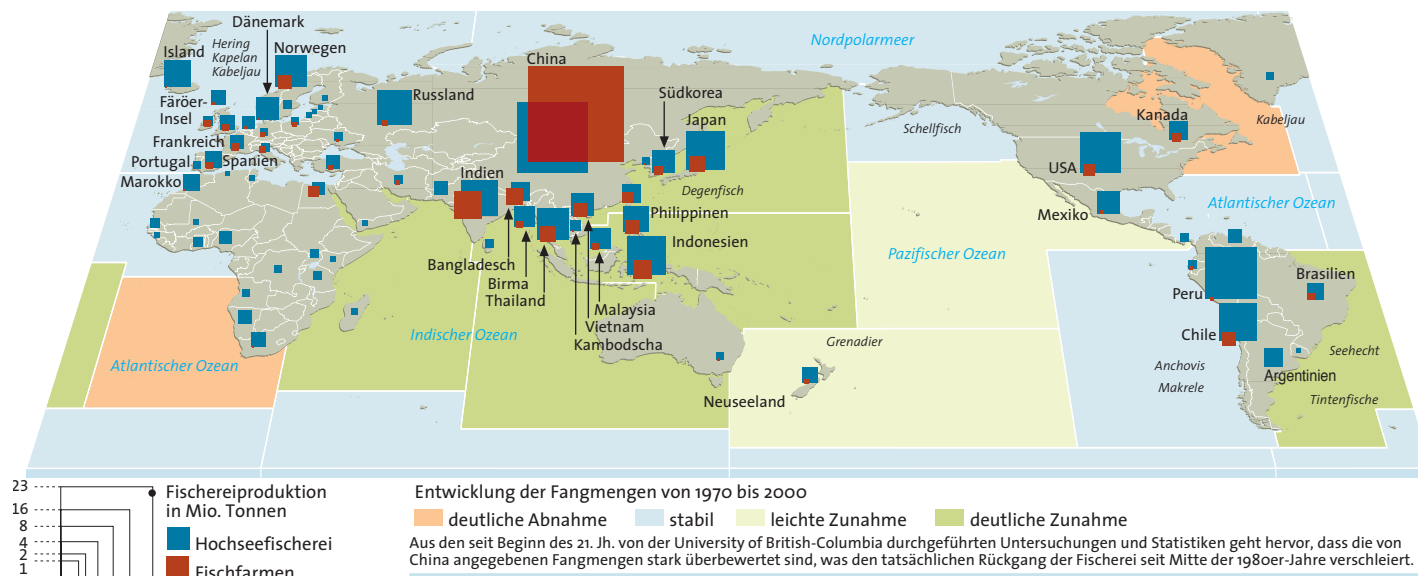 Dänemark
Island
Hering
Kapelan
Kabeljau
Norwegen
Nordpolarmeer
China
Russland
Südkorea
Japan
Färöer-
Insel
Frankreich
Portugal
Spanien
Marokko
Indien
Degenfisch
Schellfisch
Kanada
Kabeljau
USA
Mexiko
Atlantischer Ozean
Philippinen
Indonesien
Pazifischer Ozean
Bangladesch
Birma
Thailand
Malaysia
Vietnam
Kambodscha
Indischer Ozean
Atlantischer Ozean
Brasilien
Peru
Chile
Grenadier
Anchovis
Makrele
Seehecht
Argentinien
Tintenfische
Neuseeland
23
16
8
4
2
1
Fischereiproduktion
in Mio. Tonnen
Hochseefischerei
Fischfarmen
Entwicklung der Fangmengen von 1970 bis 2000
deutliche Abnahme
stabil
leichte Zunahme
deutliche Zunahme
Aus den seit Beginn des 21. Jh. von der University of British-Columbia durchgeführten Untersuchungen und Statistiken geht hervor, dass die von
China angegebenen Fangmengen stark überbewertet sind, was den tatsächlichen Rückgang der Fischerei seit Mitte der 1980er-Jahre verschleiert.